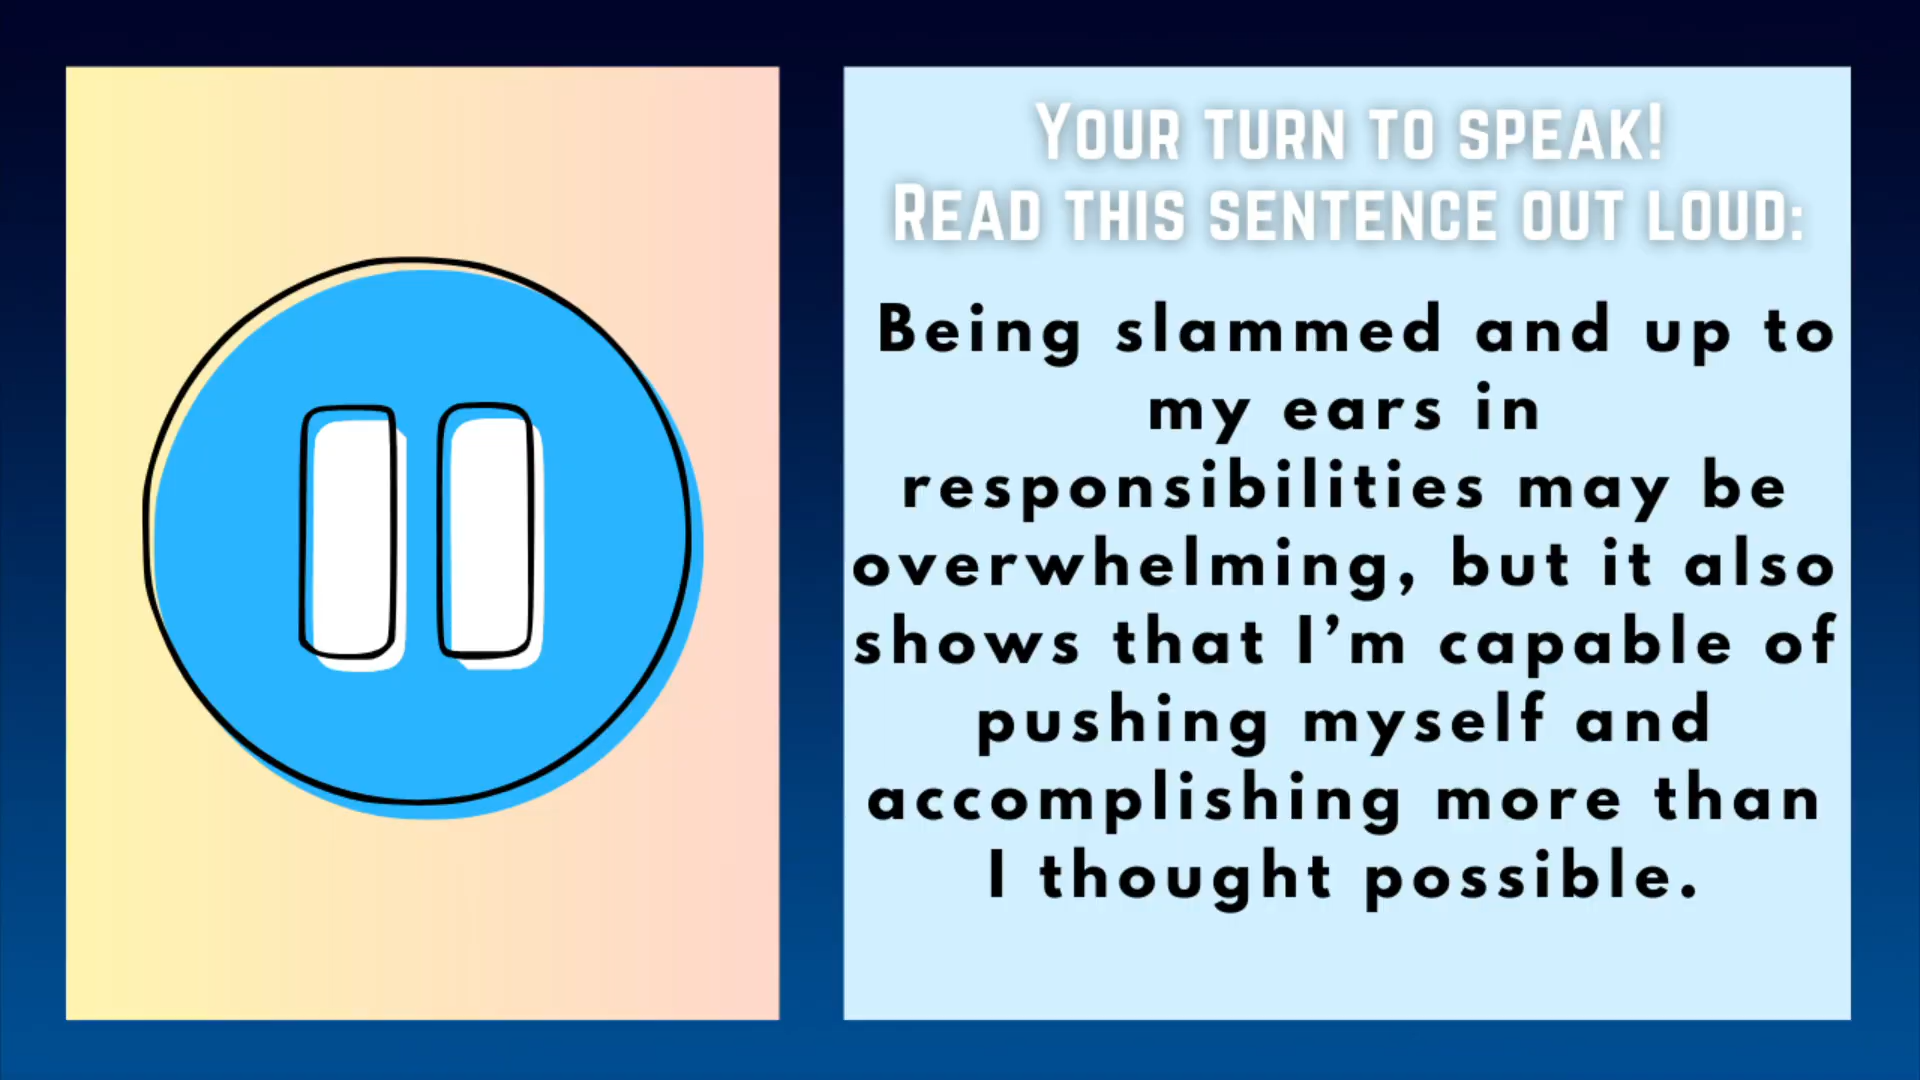 Your turn to speak!
Read this sentence out loud:
Being slammed and up to
my ears in
responsibilities may be
overwhelming, but it also
shows that I’m capable of
pushing myself and
accomplishing more than
I thought possible.